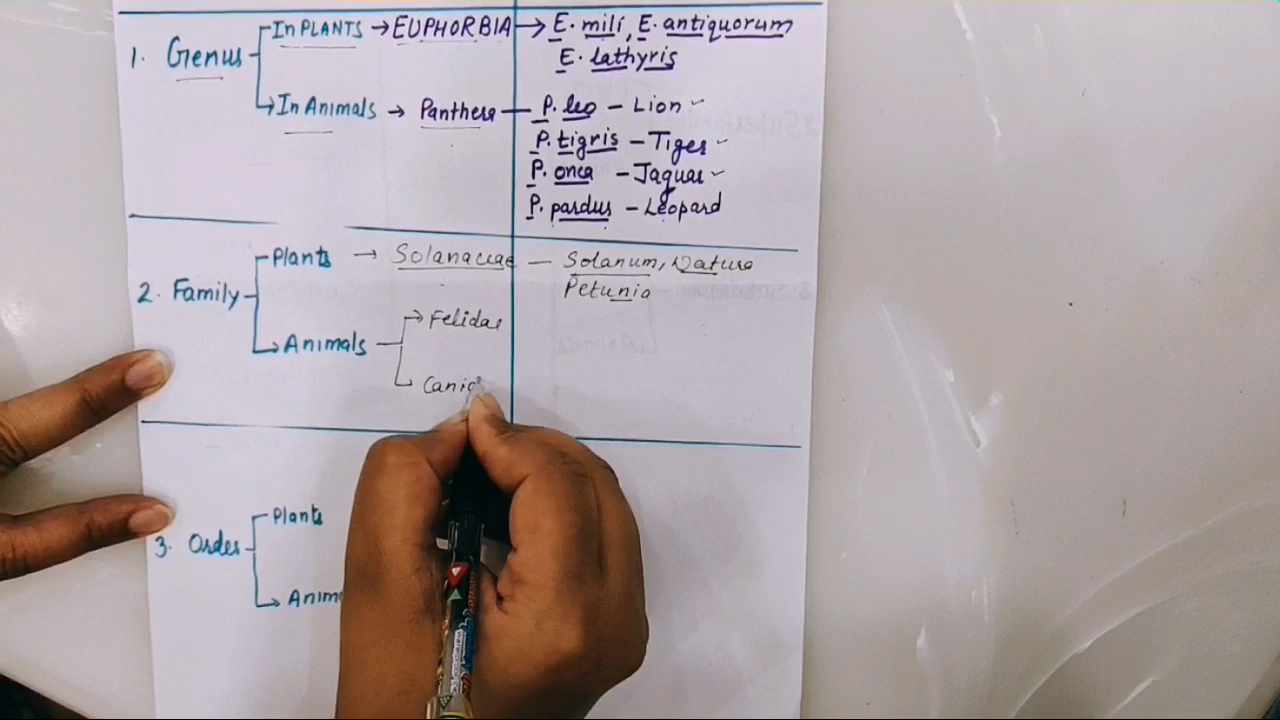 In PLANTS → EUPHORBIA → E. mili, E. antiquorum
1. Genus
E. lathyris
In Animals → Panthera — P. leo – Lion
P. tigris – Tiger
P. onca – Jaguar
P. pardus – Leopard
Plants → Solanaceae — Solanum, Datura
2. Family
Petunia
→ Felidae
Animals
Canid
Plants
3. Order
Anim